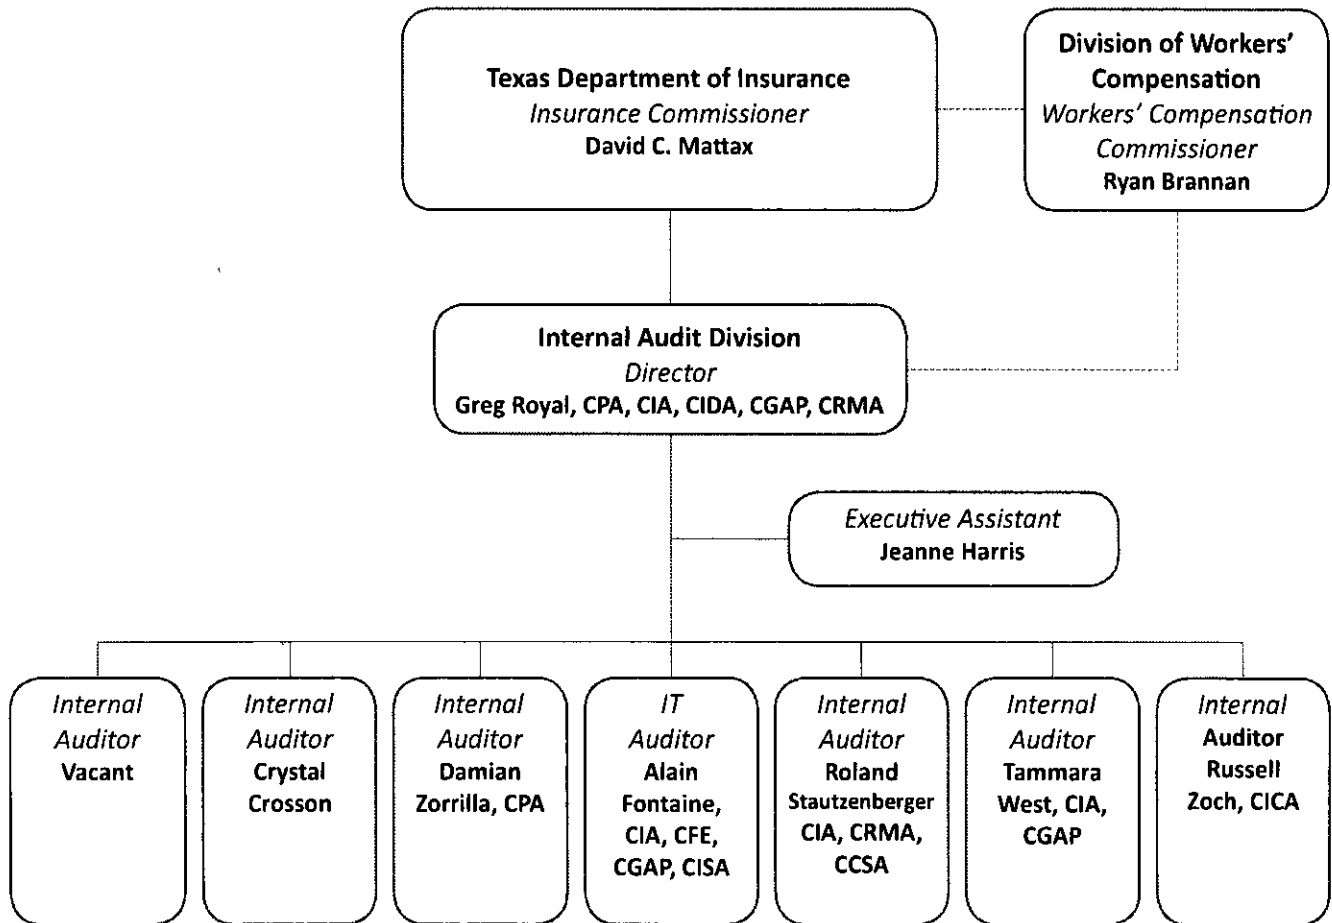 Texas Department of Insurance
Insurance Commissioner
David C. Mattax
Division of Workers'
Compensation
Workers' Compensation
Commissioner
Ryan Brannan
Internal Audit Division
Director
Greg Royal, CPA, CIA, CIDA, CGAP, CRMA
Executive Assistant
Jeanne Harris
Internal
Auditor
Vacant
Internal
Auditor
Crystal
Crosson
Internal
Auditor
Damian
Zorrilla, CPA
IT
Auditor
Alain
Fontaine,
CIA, CFE,
CGAP, CISA
Internal
Auditor
Roland
Stautzenberger
CIA, CRMA,
CCSA
Internal
Auditor
Tammara
West, CIA,
CGAP
Internal
Auditor
Russell
Zoch, CICA